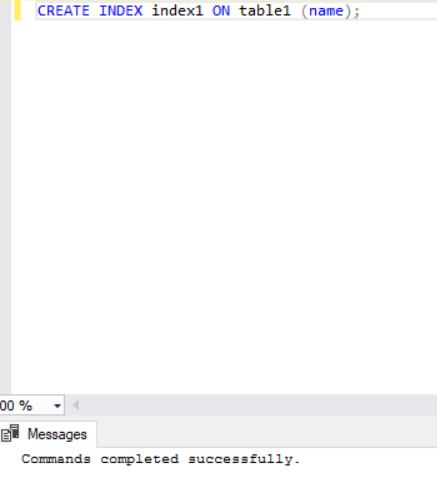 CREATE INDEX index1 ON table1 (name);
00 %
Messages
Commands completed successfully.